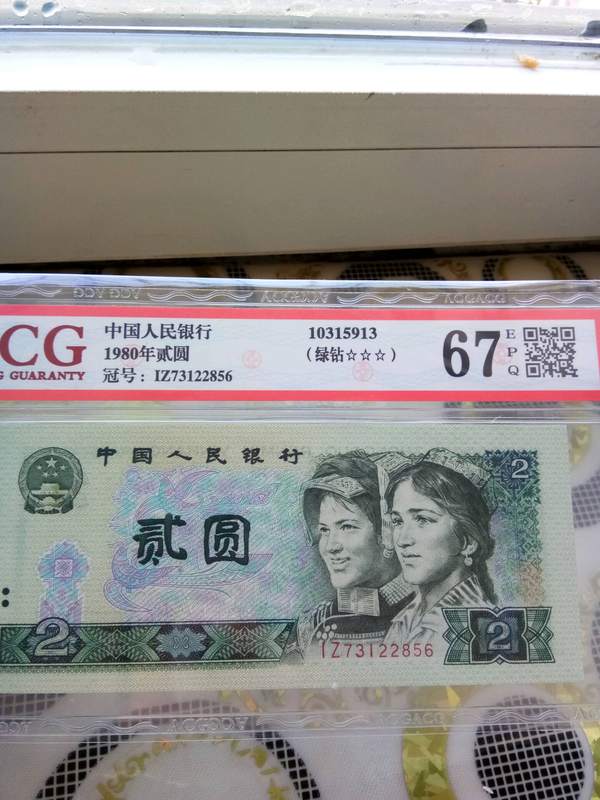 CG
中国人民银行
1980年贰圆
冠号：IZ73122856
G GUARANTY
10315913
（绿钻☆☆☆）
67
EPQ
中国人民银行
2
贰圆
2
IZ73122856
2